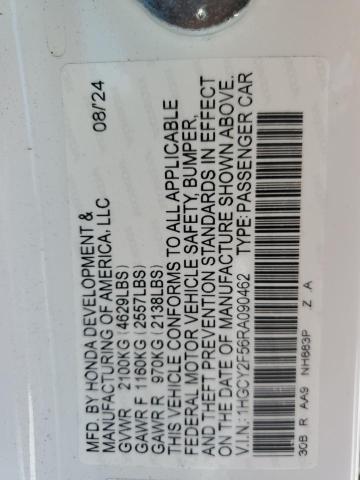 MFD. BY HONDA DEVELOPMENT & 08/'24
MANUFACTURING OF AMERICA, LLC
GVWR 2100KG (4629LBS)
GAWR F 1160KG (2557LBS)
GAWR R 970KG (2138LBS)
THIS VEHICLE CONFORMS TO ALL APPLICABLE
FEDERAL MOTOR VEHICLE SAFETY, BUMPER,
AND THEFT PREVENTION STANDARDS IN EFFECT
ON THE DATE OF MANUFACTURE SHOWN ABOVE.
V.I.N.: 1HGCY2F56RA090462 TYPE: PASSENGER CAR
30B R AA9 NH883P Z A